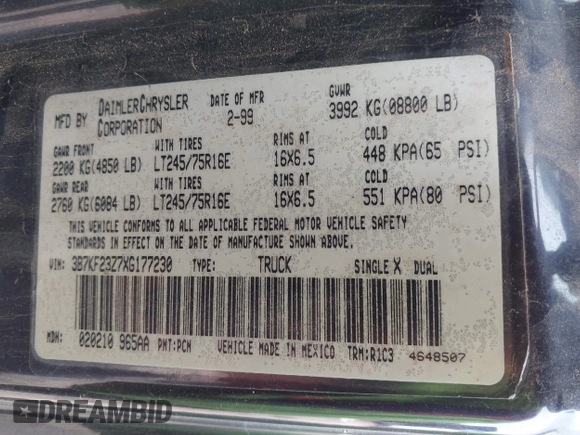 MFD BY DAIMLERCHRYSLER CORPORATION DATE OF MFR 2-99 GVWR 3992 KG(08800 LB)
GAWR FRONT WITH TIRES RIMS AT COLD
2200 KG(4850 LB) LT245/75R16E 16X6.5 448 KPA(65 PSI)
GAWR REAR WITH TIRES RIMS AT COLD
2760 KG(6084 LB) LT245/75R16E 16X6.5 551 KPA(80 PSI)
THIS VEHICLE CONFORMS TO ALL APPLICABLE FEDERAL MOTOR VEHICLE SAFETY
STANDARDS IN EFFECT ON THE DATE OF MANUFACTURE SHOWN ABOVE.
VIN: 3B7KF23Z7XG177230 TYPE: TRUCK SINGLE X DUAL
MDH: 020210 965AA PNT:PCN VEHICLE MADE IN MEXICO TRM:R1C3 4648507
DREAMBID